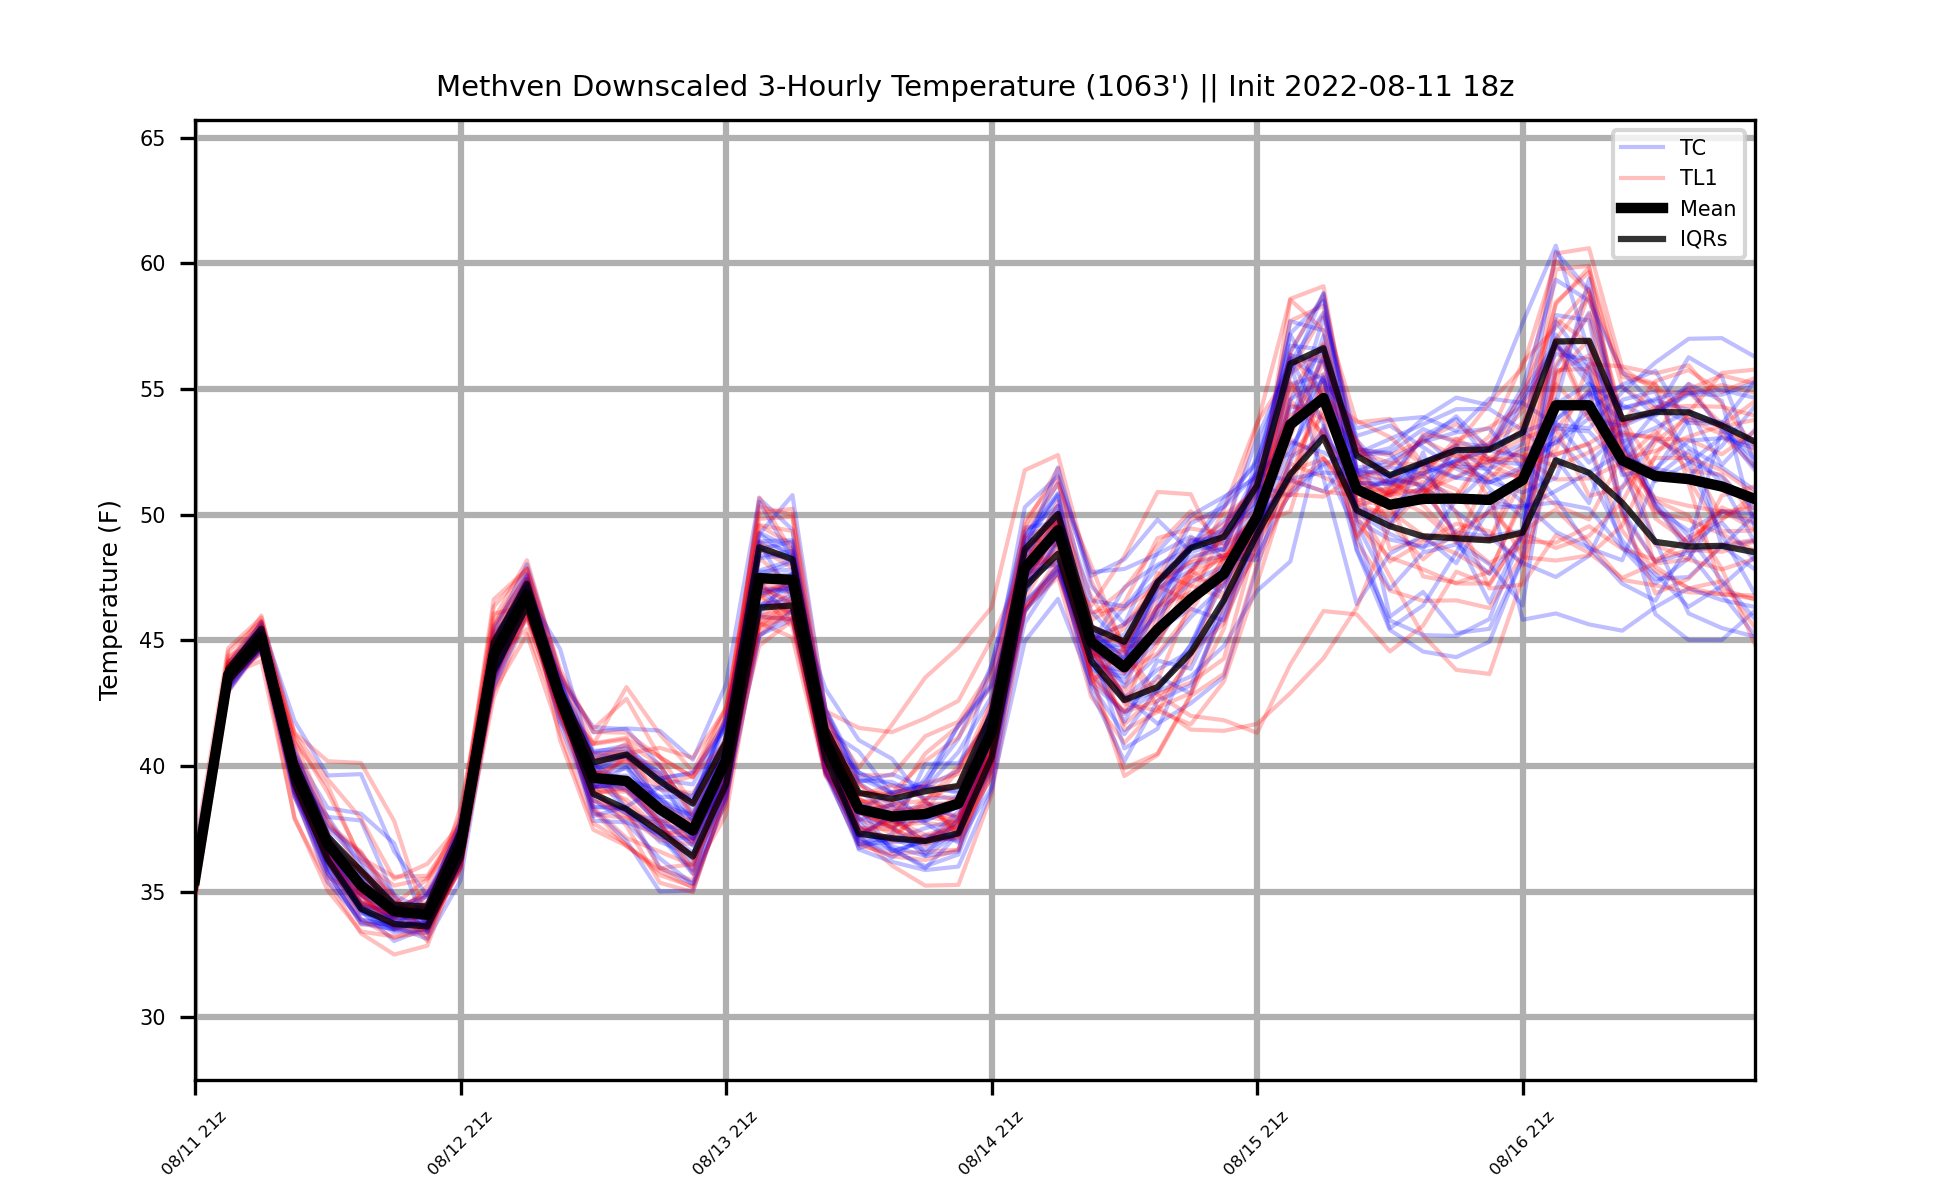 Methven Downscaled 3-Hourly Temperature (1063') || Init 2022-08-11 18z
TC
TL1
Mean
IQRs
Temperature (F)
65
60
55
50
45
40
35
30
08/11 21z
08/12 21z
08/13 21z
08/14 21z
08/15 21z
08/16 21z